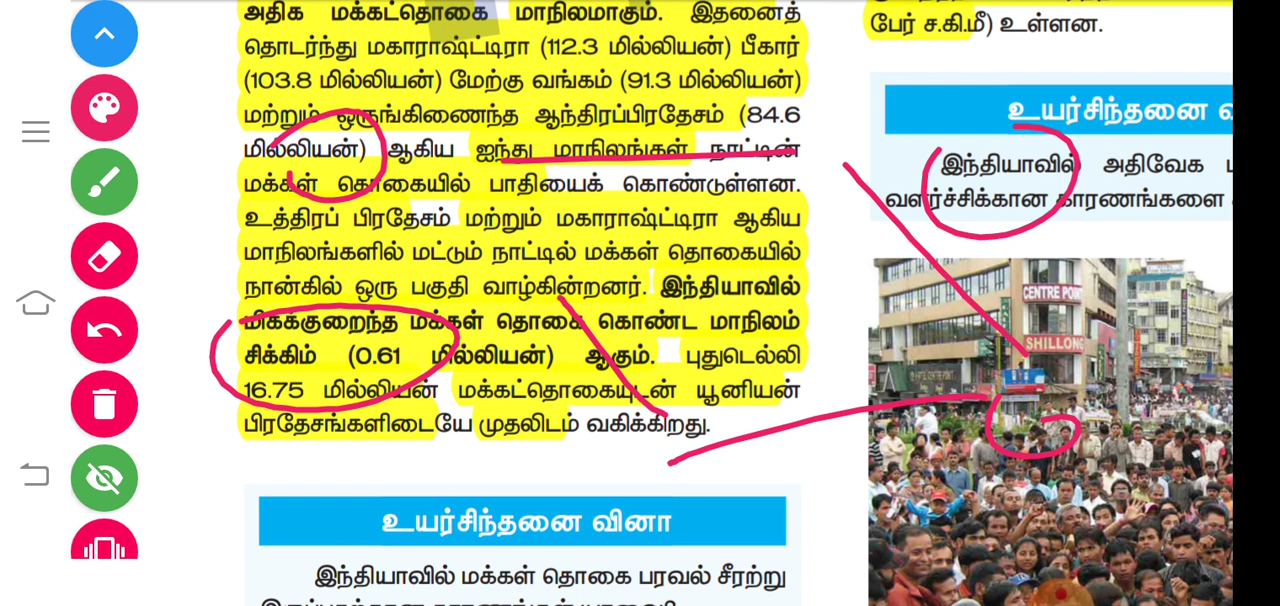 அதிக மக்கட்தொகை மாநிலமாகும். இதனைத்
தொடர்ந்து மகாராஷ்ட்டிரா (112.3 மில்லியன்) பீகார்
(103.8 மில்லியன்) மேற்கு வங்கம் (91.3 மில்லியன்)
மற்றும் ஒருங்கிணைந்த ஆந்திரப்பிரதேசம் (84.6
மில்லியன்) ஆகிய ஐந்து மாநிலங்கள் நாட்டின்
மக்கள் தொகையில் பாதியைக் கொண்டுள்ளன.
உத்திரப் பிரதேசம் மற்றும் மகாராஷ்ட்டிரா ஆகிய
மாநிலங்களில் மட்டும் நாட்டில் மக்கள் தொகையில்
நான்கில் ஒரு பகுதி வாழ்கின்றனர். இந்தியாவில்
மிகக்குறைந்த மக்கள் தொகை கொண்ட மாநிலம்
சிக்கிம் (0.61 மில்லியன்) ஆகும். புதுடெல்லி
16.75 மில்லியன் மக்கட்தொகையுடன் யூனியன்
பிரதேசங்களிடையே முதலிடம் வகிக்கிறது.
உயர்சிந்தனை வினா
இந்தியாவில் மக்கள் தொகை பரவல் சீரற்று
பேர் ச.கி.மீ) உள்ளன.
உயர்சிந்தனை வ
இந்தியாவில் அதிவேக ம
வளர்ச்சிக்கான காரணங்களை
CENTRE POINT
SHILLONG